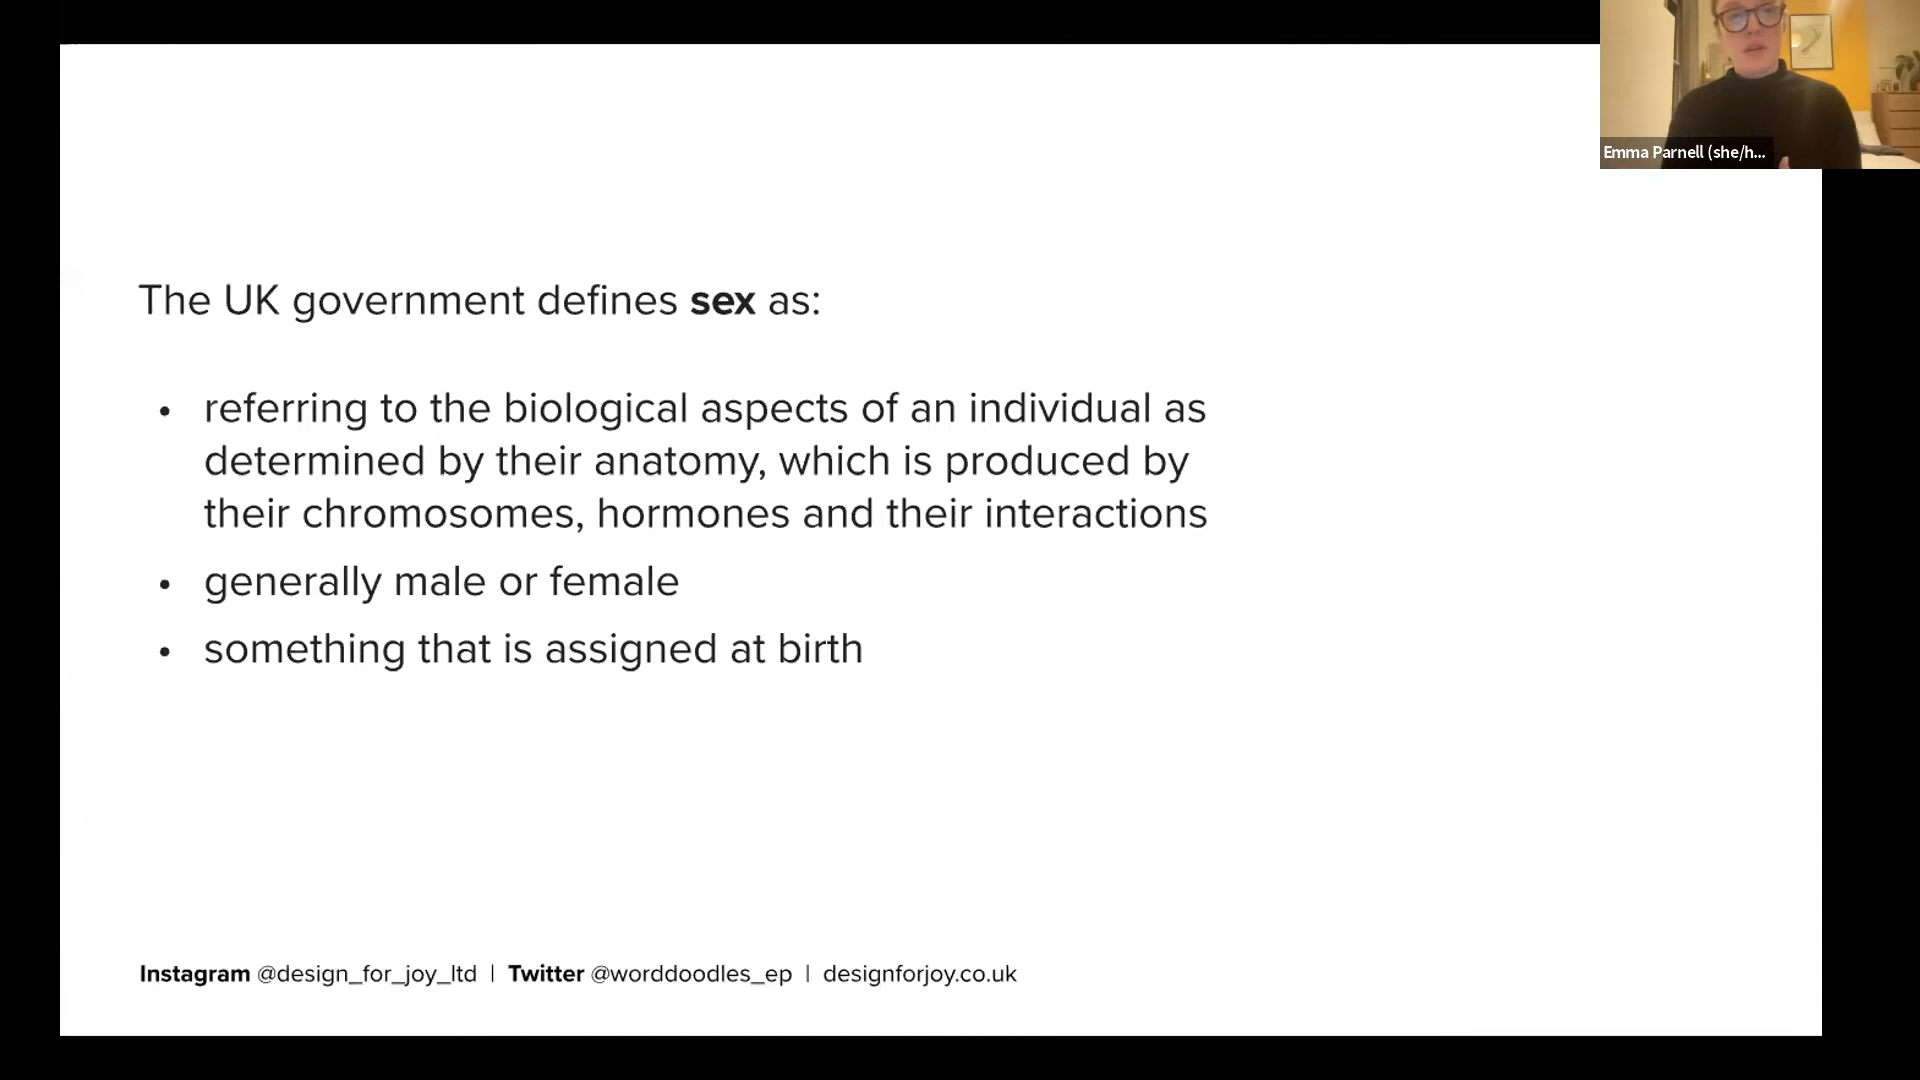 Emma Parnell (she/h...
The UK government defines sex as:
• referring to the biological aspects of an individual as
determined by their anatomy, which is produced by
their chromosomes, hormones and their interactions
• generally male or female
• something that is assigned at birth
Instagram @design_for_joy_ltd | Twitter @worddoodles_ep | designforjoy.co.uk